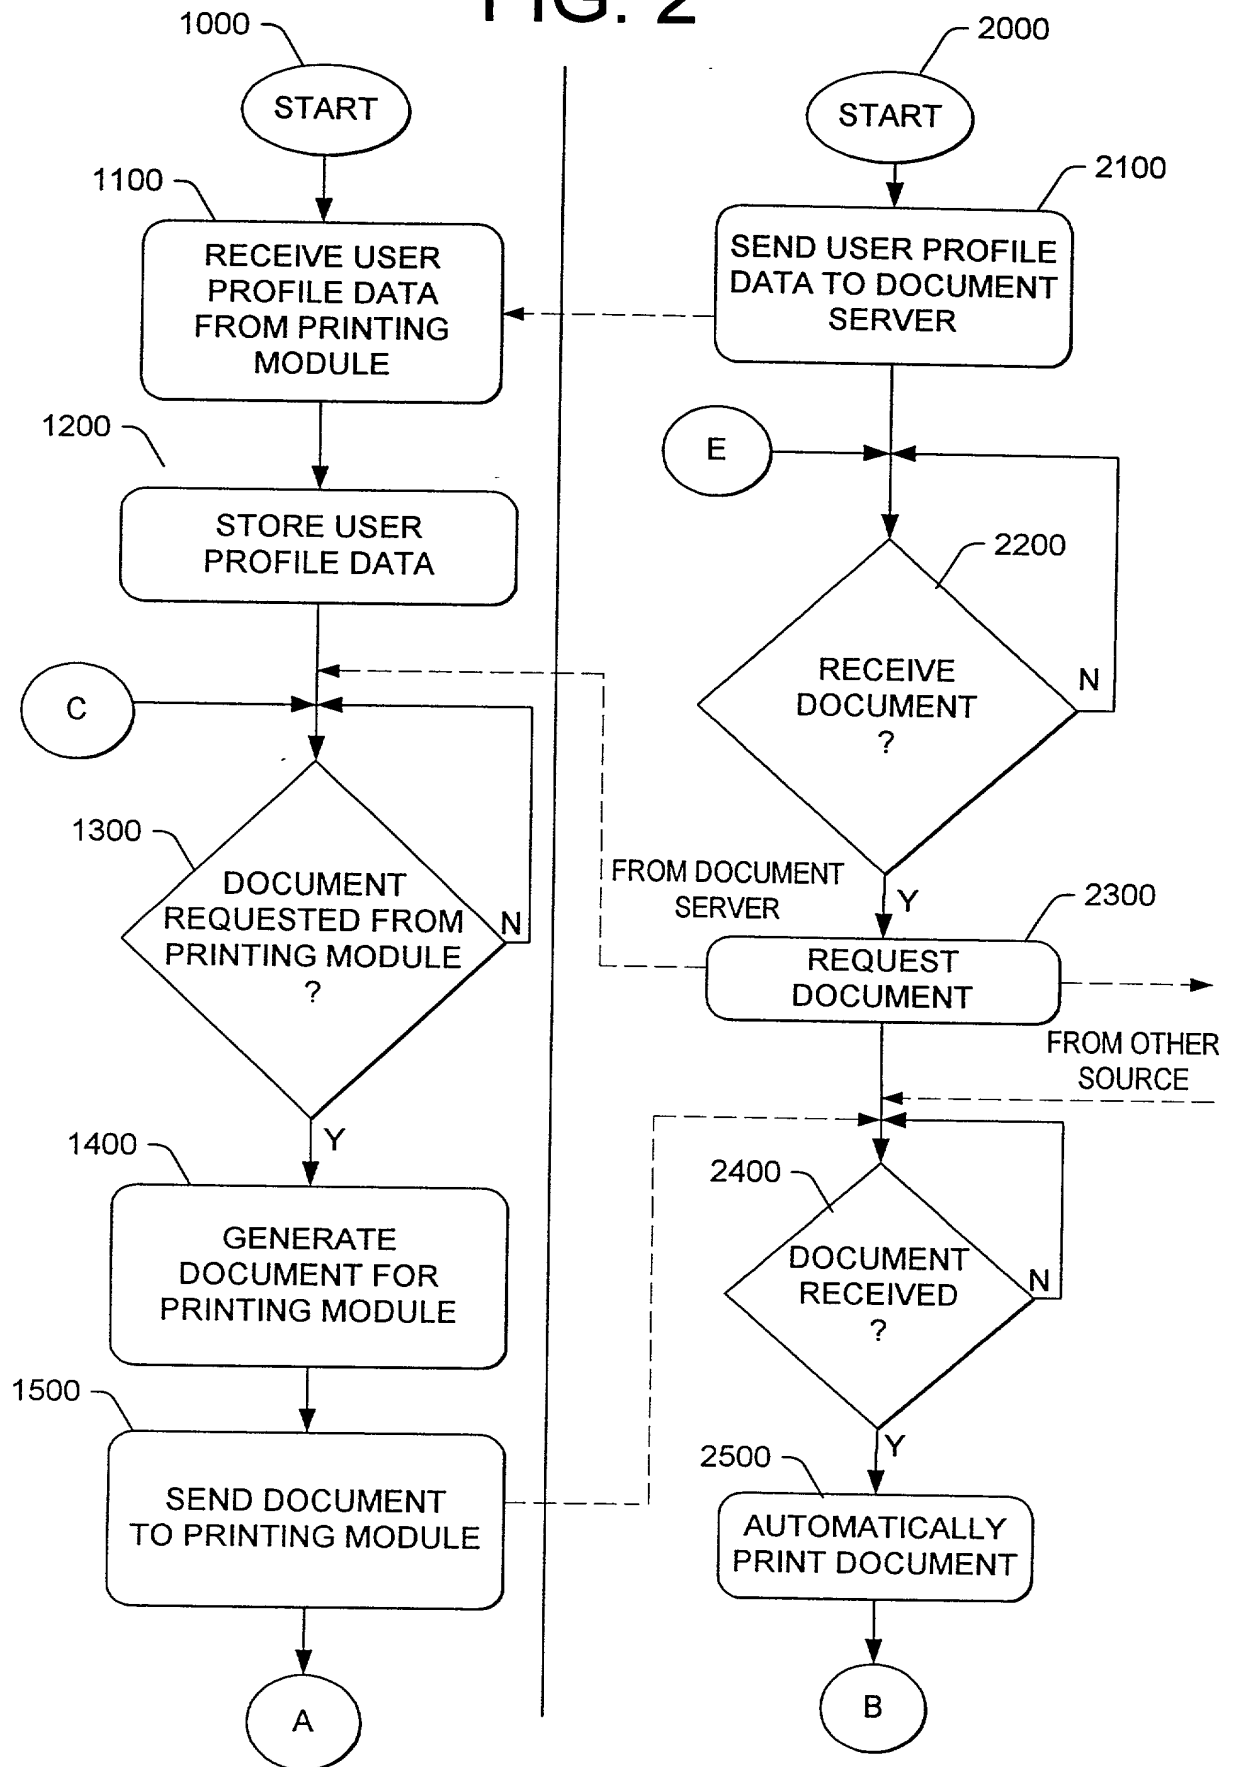 FIG. 2
1000
START
1100
RECEIVE USER
PROFILE DATA
FROM PRINTING
MODULE
1200
STORE USER
PROFILE DATA
C
1300
DOCUMENT
REQUESTED FROM
PRINTING MODULE
?
N
Y
1400
GENERATE
DOCUMENT FOR
PRINTING MODULE
1500
SEND DOCUMENT
TO PRINTING MODULE
A
2000
START
2100
SEND USER PROFILE
DATA TO DOCUMENT
SERVER
E
2200
RECEIVE
DOCUMENT
?
N
Y
FROM DOCUMENT
SERVER
2300
REQUEST
DOCUMENT
FROM OTHER
SOURCE
2400
DOCUMENT
RECEIVED
?
N
Y
2500
AUTOMATICALLY
PRINT DOCUMENT
B